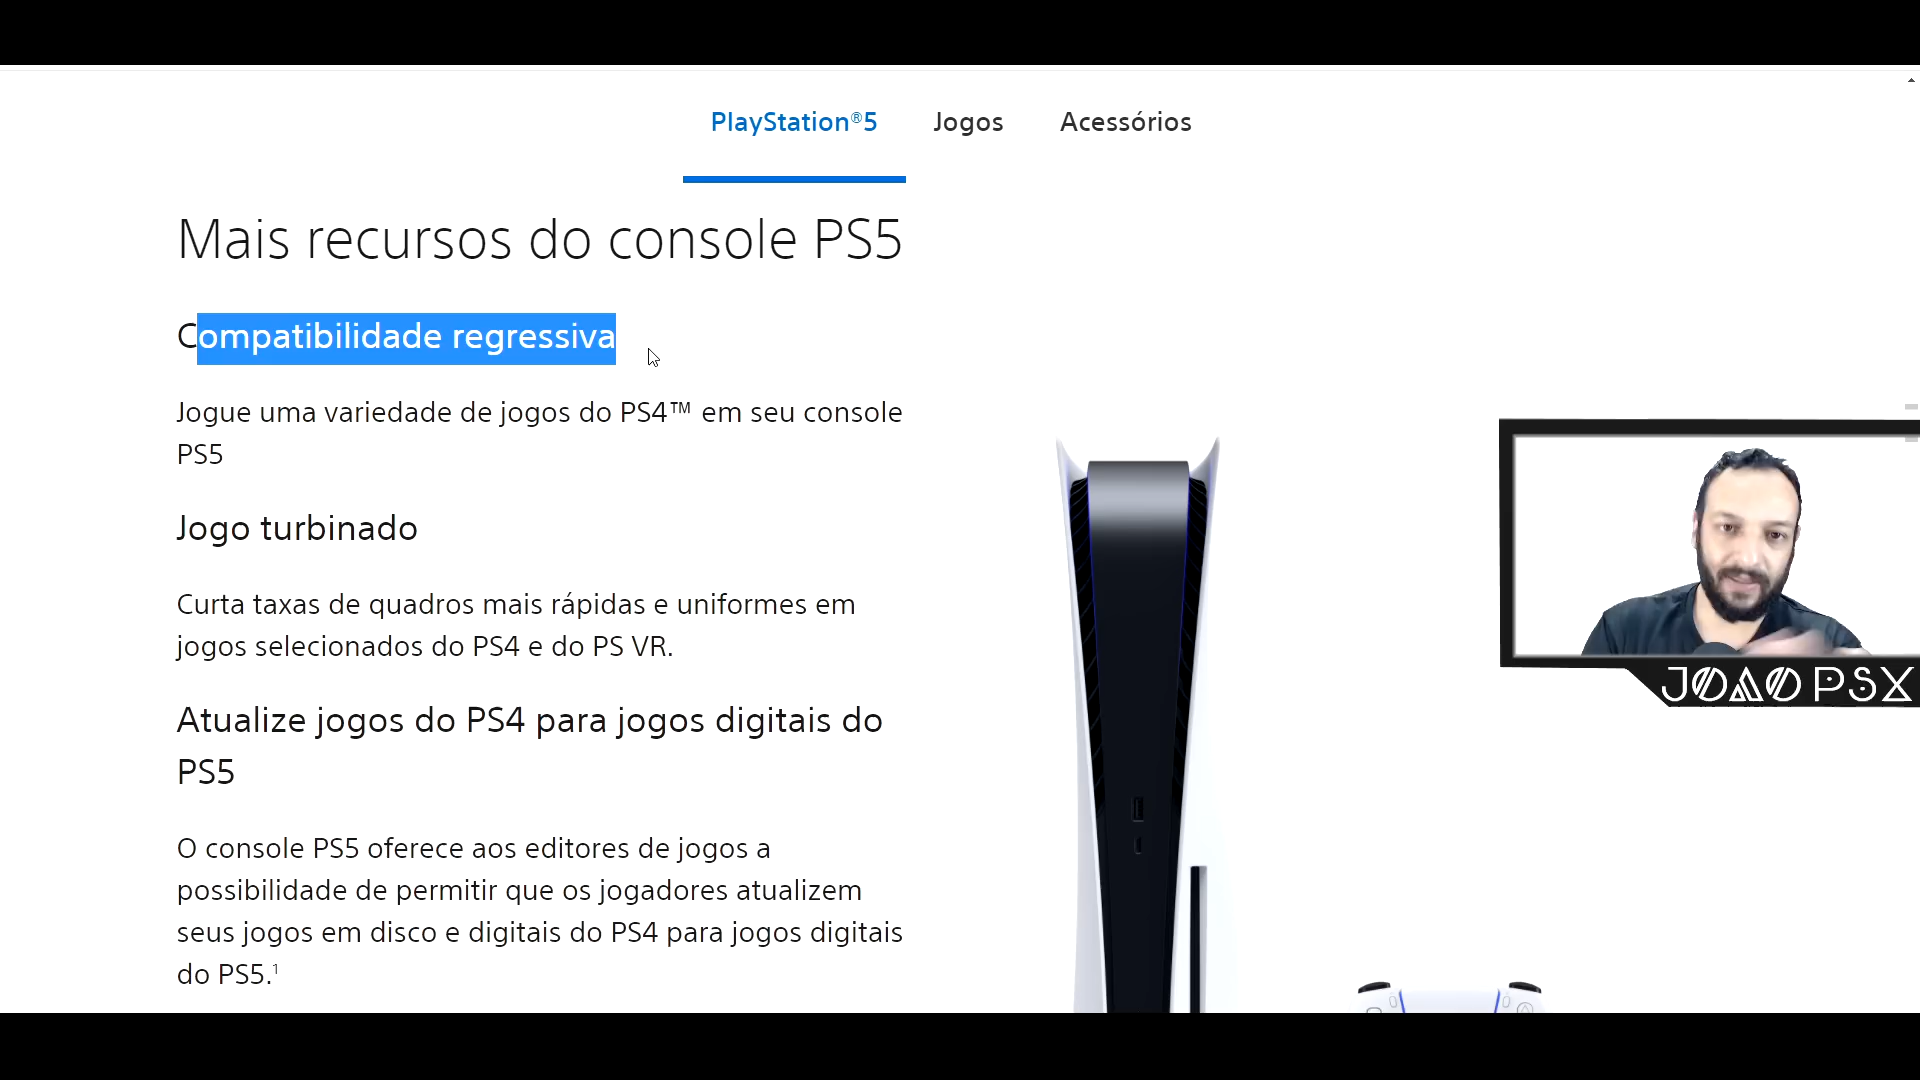 PlayStation®5 Jogos Acessórios
Mais recursos do console PS5
Compatibilidade regressiva
Jogue uma variedade de jogos do PS4™ em seu console
PS5
Jogo turbinado
Curta taxas de quadros mais rápidas e uniformes em
jogos selecionados do PS4 e do PS VR.
Atualize jogos do PS4 para jogos digitais do
PS5
O console PS5 oferece aos editores de jogos a
possibilidade de permitir que os jogadores atualizem
seus jogos em disco e digitais do PS4 para jogos digitais
do PS5.¹
JOAO PSX